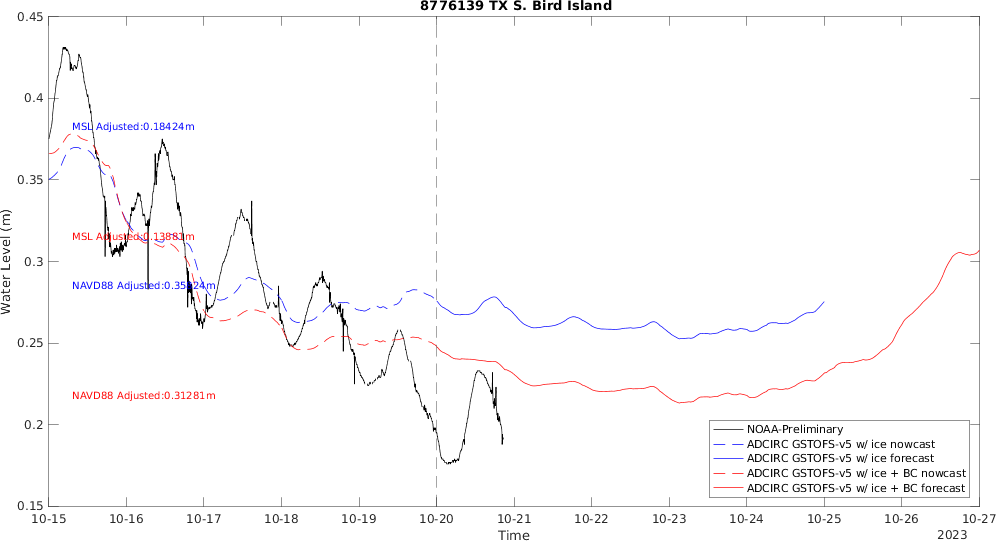 8776139 TX S. Bird Island
0.45
0.4
0.35
0.3
0.25
0.2
0.15
Water Level (m)
MSL Adjusted:0.18424m
MSL Adjusted:0.13881m
NAVD88 Adjusted:
NAVD88 Adjusted:0.31281m
NOAA-Preliminary
ADCIRC GSTOFS-v5 w/ ice nowcast
ADCIRC GSTOFS-v5 w/ ice forecast
ADCIRC GSTOFS-v5 w/ ice + BC nowcast
ADCIRC GSTOFS-v5 w/ ice + BC forecast
10-15 10-16 10-17 10-18 10-19 10-20 10-21 10-22 10-23 10-24 10-25 10-26 10-27
Time
2023